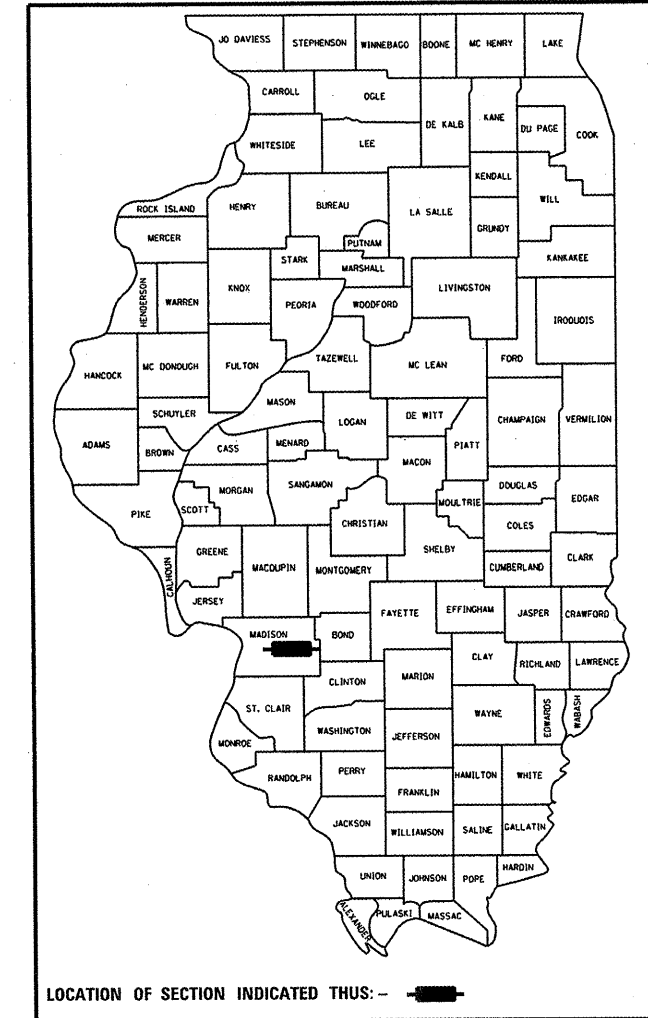 JO DAVIESS
STEPHENSON
WINNEBAGO
BOONE
MC HENRY
LAKE
CARROLL
OGLE
DE KALB
KANE
DU PAGE
COOK
WHITESIDE
LEE
KENDALL
WILL
ROCK ISLAND
HENRY
BUREAU
LA SALLE
GRUNDY
MERCER
PUTNAM
KANKAKEE
STARK
MARSHALL
HENDERSON
WARREN
KNOX
PEORIA
WOODFORD
LIVINGSTON
IROQUOIS
HANCOCK
MC DONOUGH
FULTON
TAZEWELL
MC LEAN
FORD
MASON
SCHUYLER
LOGAN
DE WITT
CHAMPAIGN
VERMILION
ADAMS
BROWN
CASS
MENARD
PIATT
MACON
MORGAN
SANGAMON
DOUGLAS
EDGAR
PIKE
SCOTT
MOULTRIE
CHRISTIAN
COLES
GREENE
MACOUPIN
MONTGOMERY
SHELBY
CUMBERLAND
CLARK
CALHOUN
JERSEY
FAYETTE
EFFINGHAM
JASPER
CRAWFORD
MADISON
BOND
CLAY
RICHLAND
LAWRENCE
CLINTON
MARION
ST. CLAIR
WAYNE
EDWARDS
WABASH
WASHINGTON
JEFFERSON
MONROE
RANDOLPH
PERRY
HAMILTON
WHITE
FRANKLIN
JACKSON
WILLIAMSON
SALINE
GALLATIN
UNION
JOHNSON
POPE
HARDIN
ALEXANDER
PULASKI
MASSAC
LOCATION OF SECTION INDICATED THUS: -